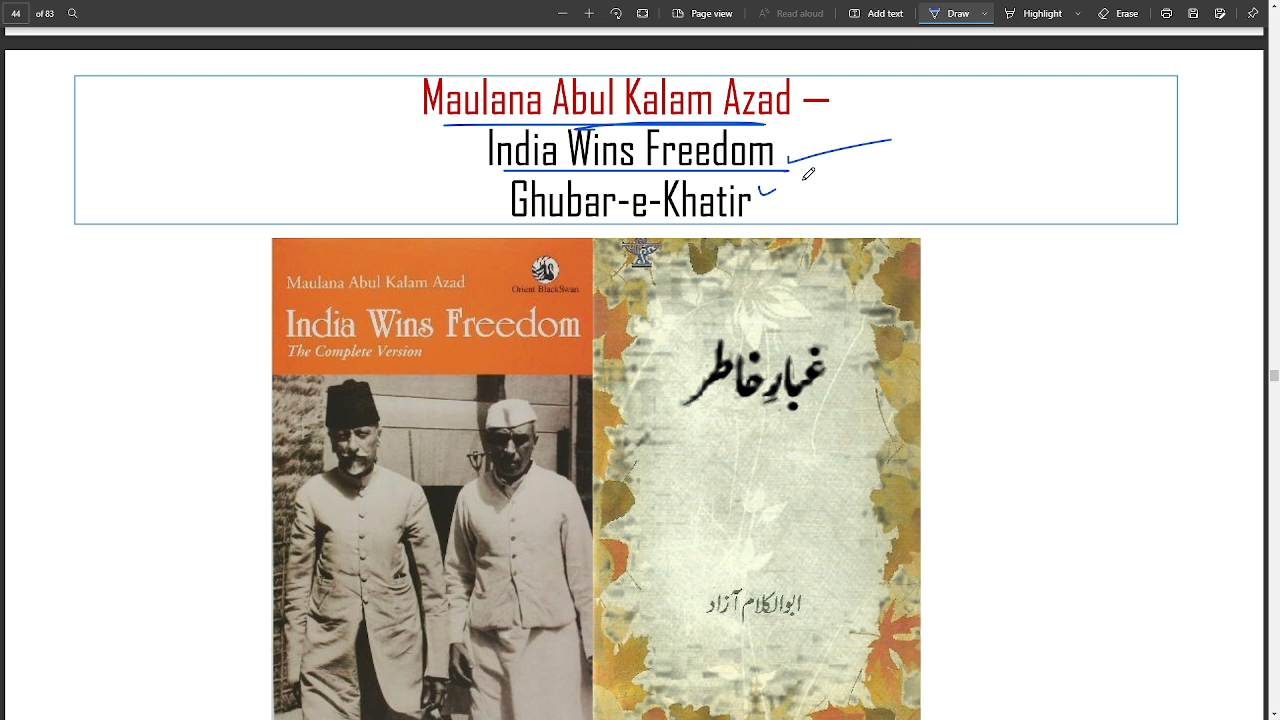 44 of 83
Page view
Read aloud
Add text
Draw
Highlight
Erase
Maulana Abul Kalam Azad —
India Wins Freedom
Ghubar-e-Khatir
Maulana Abul Kalam Azad
Orient BlackSwan
India Wins Freedom
The Complete Version
غبارِ خاطر
ابوالکلام آزاد